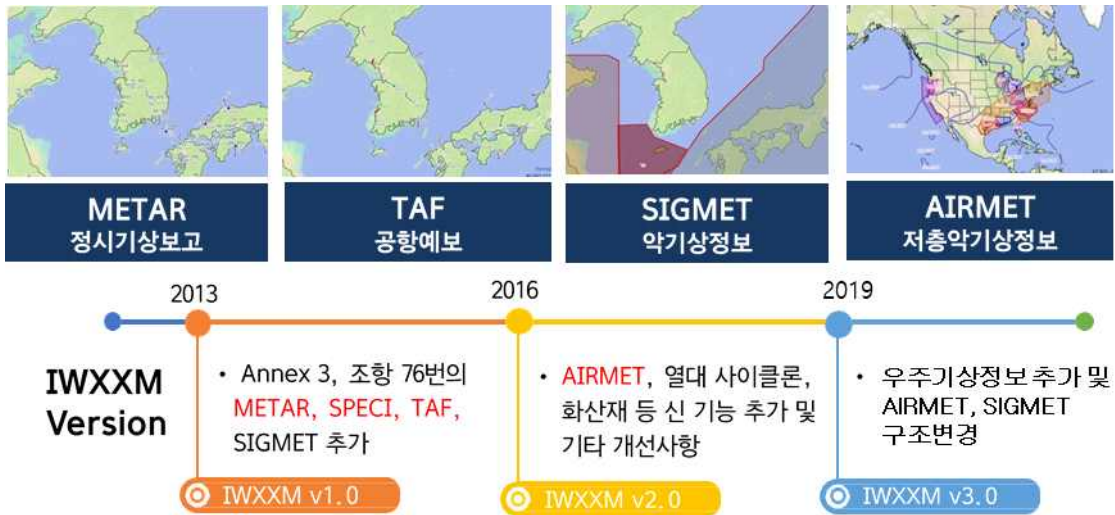 METAR
정시기상보고
TAF
공항예보
SIGMET
악기상정보
AIRMET
저층악기상정보
2013
2016
2019
IWXXM
Version
• Annex 3, 조항 76번의
METAR, SPECI, TAF,
SIGMET 추가
• AIRMET, 열대 사이클론,
화산재 등 신 기능 추가 및
기타 개선사항
• 우주기상정보 추가 및
AIRMET, SIGMET
구조변경
IWXXM v1.0
IWXXM v2.0
IWXXM v3.0